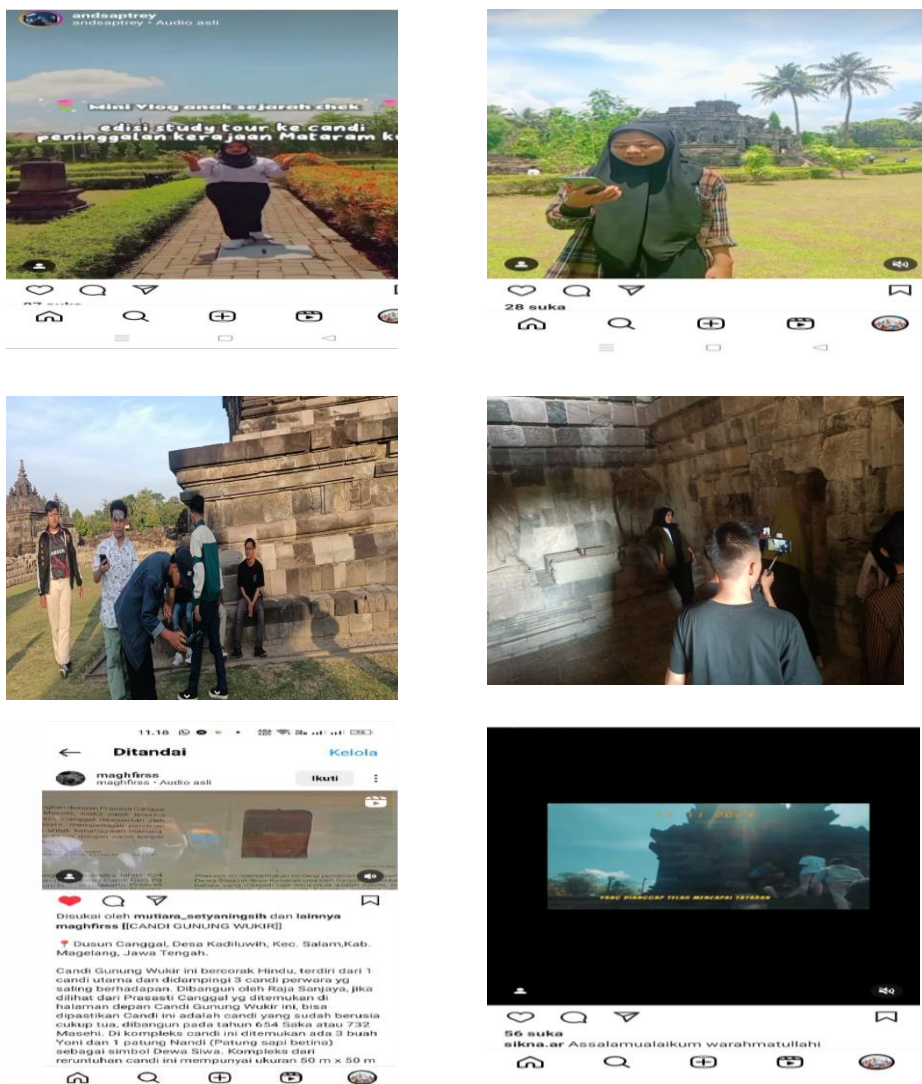 andsaptrey
andsaptrey • Audio asli
Mini Vlog anak sejarah chek
edisi study tour ke candi
peninggalan kerajaan Mataram ku
28 suka
11.18
Ditandai
Kelola
maghfirss
maghfirss • Audio asli
Ikuti
Disukai oleh mutiara_setyaningsih dan lainnya
maghfirss [[CANDI GUNUNG WUKIR]]
Dusun Canggal, Desa Kadiluwih, Kec. Salam,Kab.
Magelang, Jawa Tengah.
Candi Gunung Wukir ini bercorak Hindu, terdiri dari 1
candi utama dan didampingi 3 candi perwara yg
saling berhadapan. Dibangun oleh Raja Sanjaya, jika
dilihat dari Prasasti Canggal yg ditemukan di
halaman depan Candi Gunung Wukir ini, bisa
dipastikan Candi ini adalah candi yang sudah berusia
cukup tua, dibangun pada tahun 654 Saka atau 732
Masehi. Di kompleks candi ini ditemukan ada 3 buah
Yoni dan 1 patung Nandi (Patung sapi betina)
sebagai simbol Dewa Siwa. Kompleks dari
reruntuhan candi ini mempunyai ukuran 50 m x 50 m
YANG DIANGGAP TELAH MENCAPAI TATARAN
56 suka
sikna.ar Assalamualaikum warahmatullahi